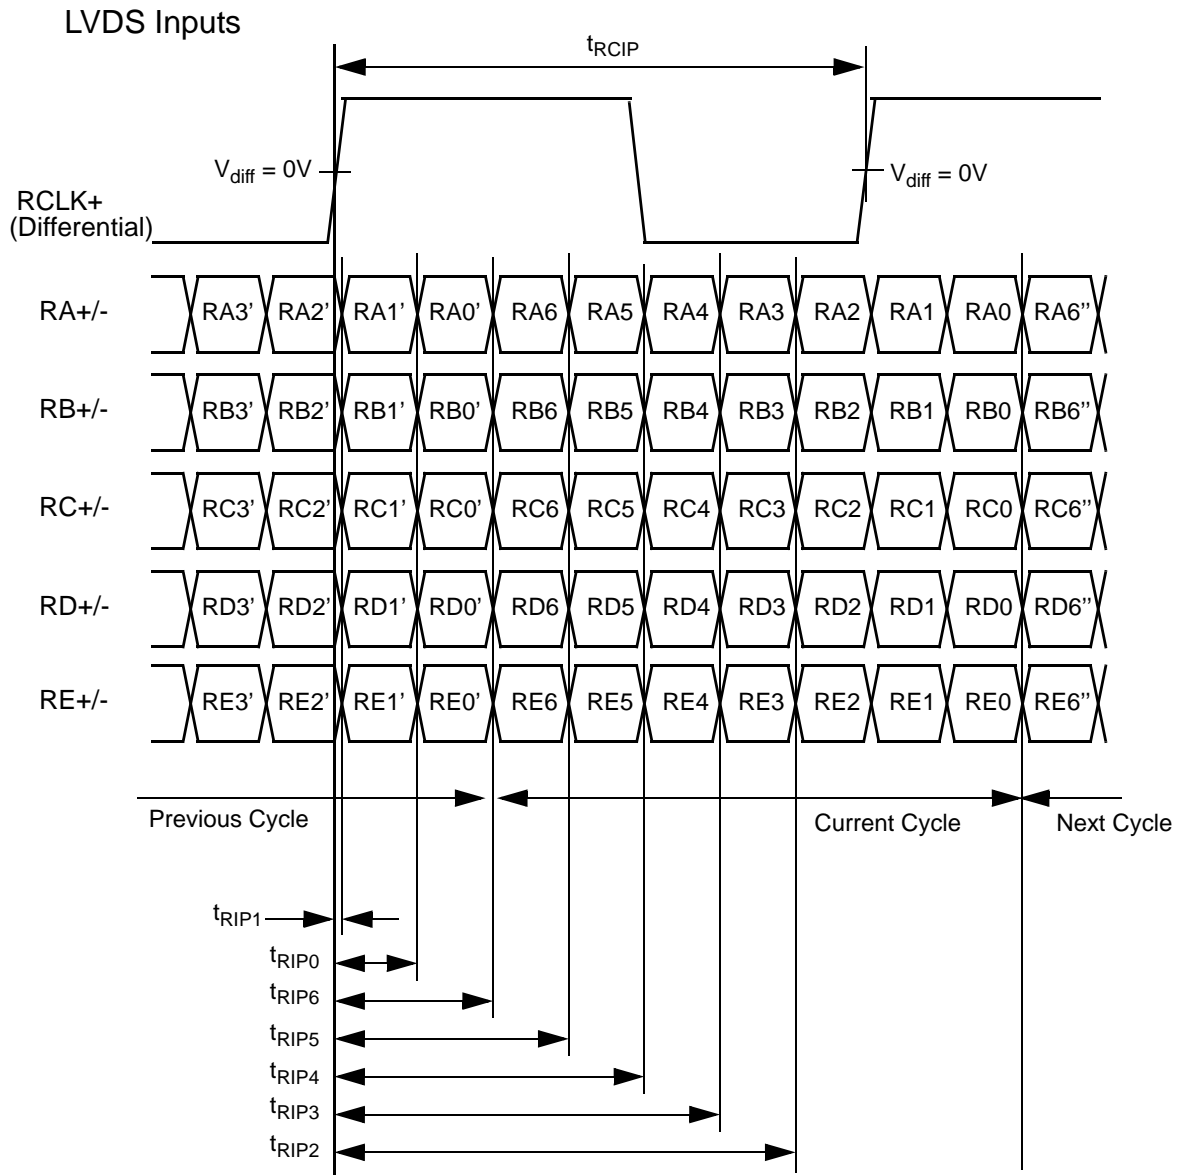 LVDS Inputs
tRCIP
Vdiff = 0V
Vdiff = 0V
RCLK+
(Differential)
RA+/- RA3' RA2' RA1' RA0' RA6 RA5 RA4 RA3 RA2 RA1 RA0 RA6''
RB+/- RB3' RB2' RB1' RB0' RB6 RB5 RB4 RB3 RB2 RB1 RB0 RB6''
RC+/- RC3' RC2' RC1' RC0' RC6 RC5 RC4 RC3 RC2 RC1 RC0 RC6''
RD+/- RD3' RD2' RD1' RD0' RD6 RD5 RD4 RD3 RD2 RD1 RD0 RD6''
RE+/- RE3' RE2' RE1' RE0' RE6 RE5 RE4 RE3 RE2 RE1 RE0 RE6''
Previous Cycle Current Cycle Next Cycle
tRIP1
tRIP0
tRIP6
tRIP5
tRIP4
tRIP3
tRIP2